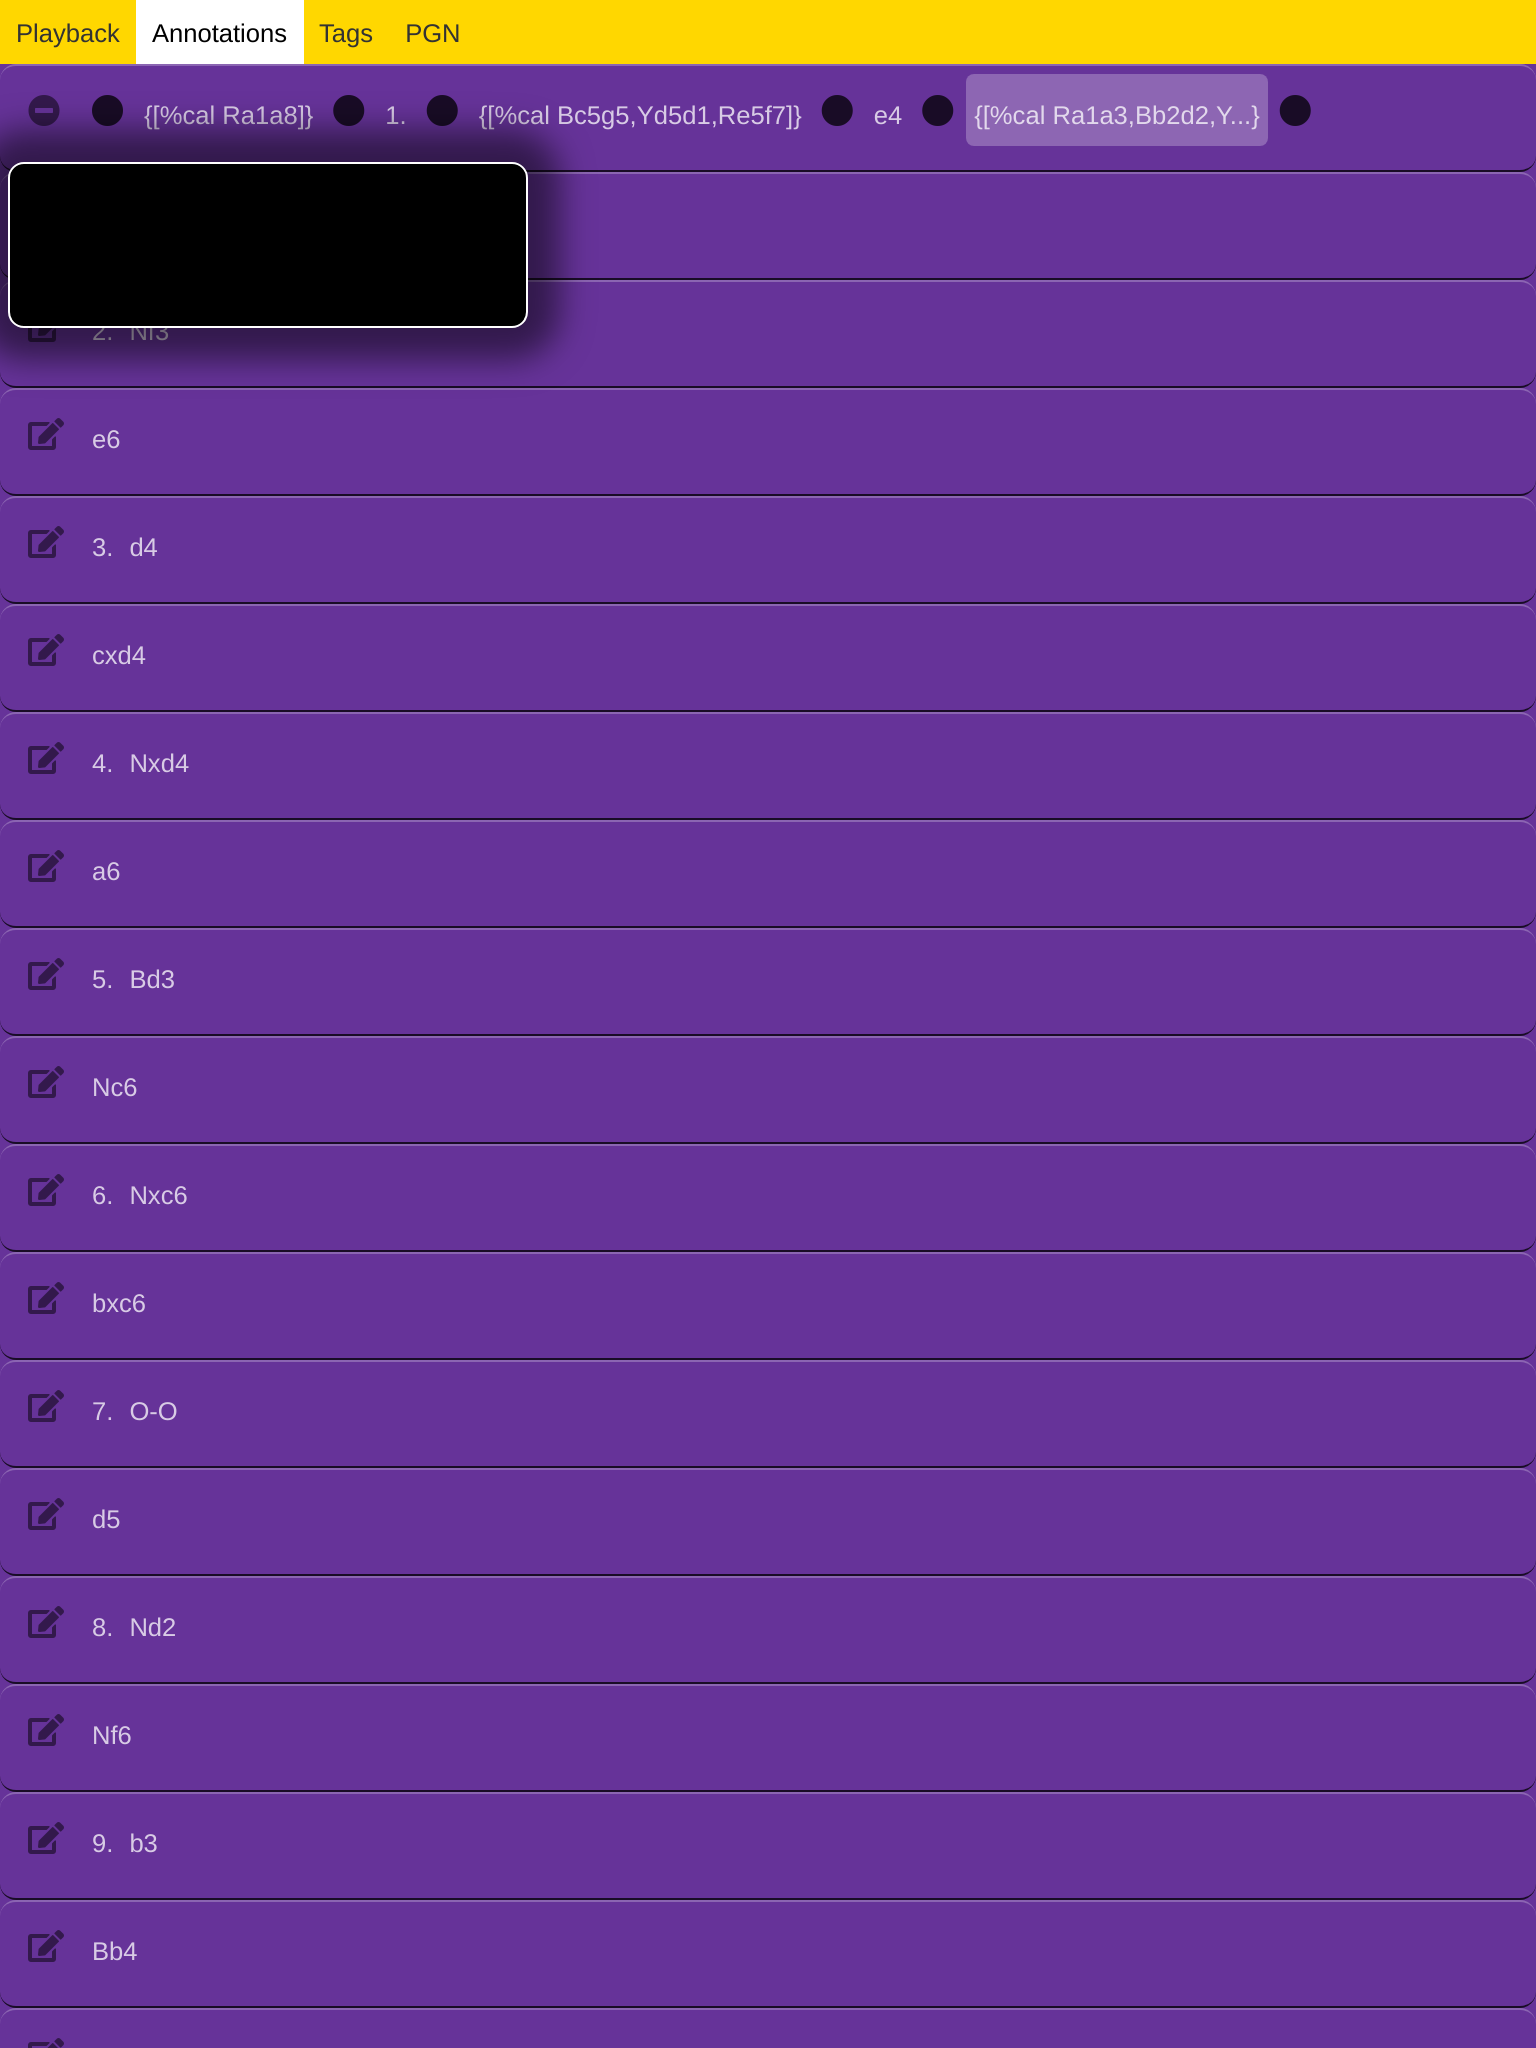 Playback Annotations Tags PGN
{[%cal Ra1a8]} 1. {[%cal Bc5g5,Yd5d1,Re5f7]} e4 {[%cal Ra1a3,Bb2d2,Y...}
2. Nf3
e6
3. d4
cxd4
4. Nxd4
a6
5. Bd3
Nc6
6. Nxc6
bxc6
7. O-O
d5
8. Nd2
Nf6
9. b3
Bb4